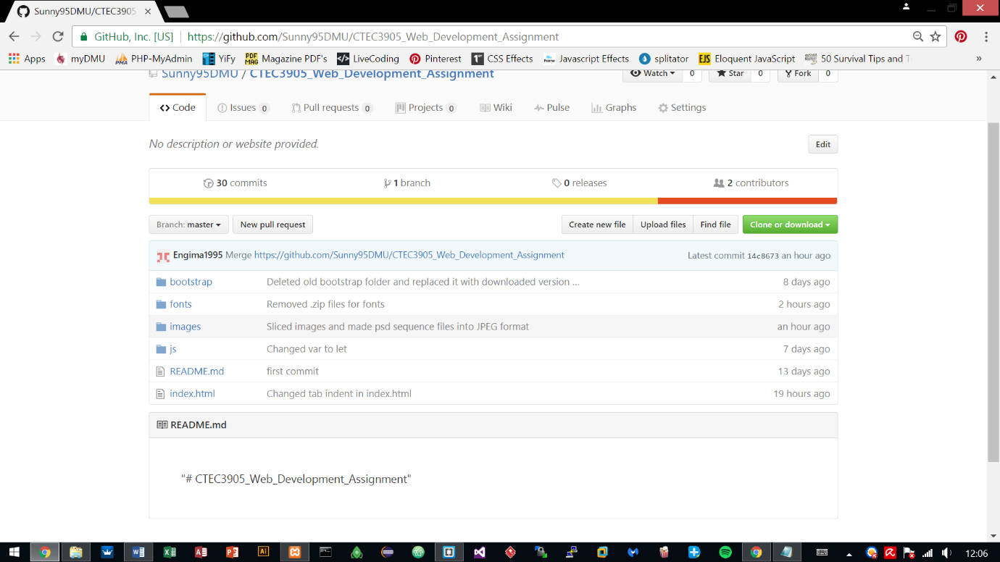 Sunny95DMU/CTEC3905
GitHub, Inc. [US] https://github.com/Sunny95DMU/CTEC3905_Web_Development_Assignment
Apps myDMU PHP-MyAdmin YiFy Magazine PDF's LiveCoding Pinterest CSS Effects Javascript Effects splitator Eloquent JavaScript 50 Survival Tips and T
Sunny95DMU / CTEC3905_Web_Development_Assignment Watch 0 Star 0 Fork 0
Code Issues 0 Pull requests 0 Projects 0 Wiki Pulse Graphs Settings
No description or website provided. Edit
30 commits 1 branch 0 releases 2 contributors
Branch: master New pull request Create new file Upload files Find file Clone or download
Engima1995 Merge https://github.com/Sunny95DMU/CTEC3905_Web_Development_Assignment Latest commit 14c8673 an hour ago
bootstrap Deleted old bootstrap folder and replaced it with downloaded version ... 8 days ago
fonts Removed .zip files for fonts 2 hours ago
images Sliced images and made psd sequence files into JPEG format an hour ago
js Changed var to let 7 days ago
README.md first commit 13 days ago
index.html Changed tab indent in index.html 19 hours ago
README.md
"# CTEC3905_Web_Development_Assignment"
12:06